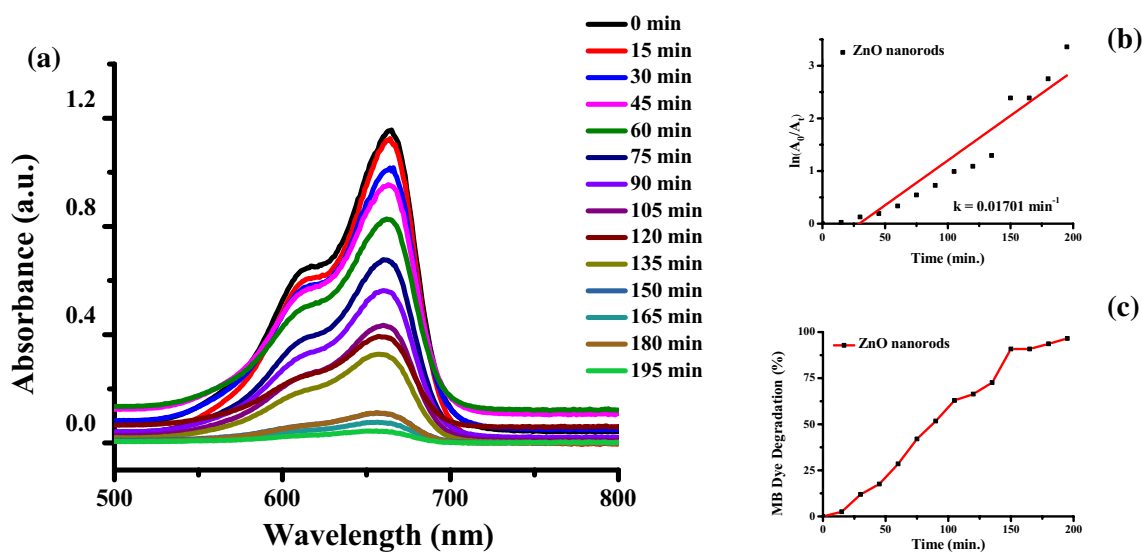 (a)
0 min
15 min
30 min
45 min
60 min
75 min
90 min
105 min
120 min
135 min
150 min
165 min
180 min
195 min
1.2
0.8
0.4
0.0
Absorbance (a.u.)
500 600 700 800
Wavelength (nm)
(b)
ZnO nanorods
3
2
1
0
ln(A₀/Aₜ)
k = 0.01701 min⁻¹
0 50 100 150 200
Time (min.)
(c)
ZnO nanorods
100
75
50
25
0
MB Dye Degradation (%)
0 50 100 150 200
Time (min.)